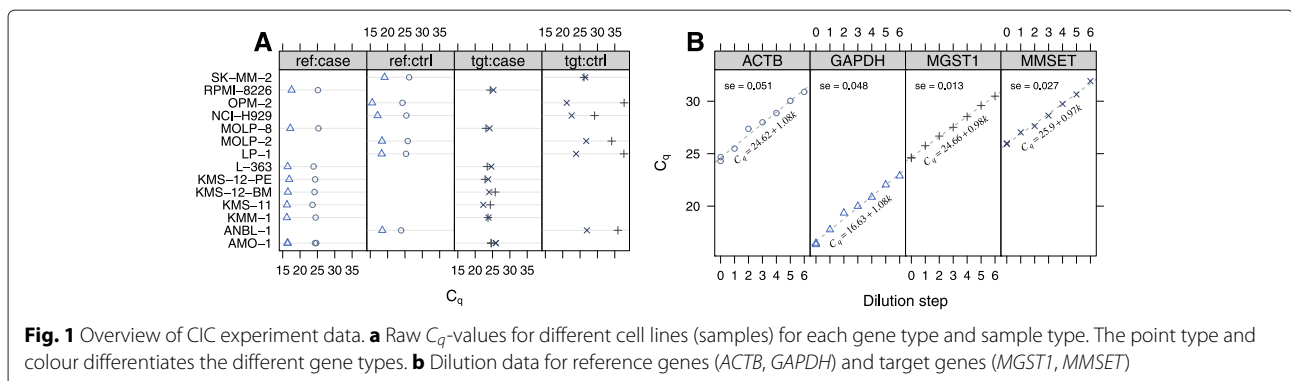 A
15 20 25 30 35
15 20 25 30 35
ref:case
ref:ctrl
tgt:case
tgt:ctrl
SK−MM−2
RPMI−8226
OPM−2
NCI−H929
MOLP−8
MOLP−2
LP−1
L−363
KMS−12−PE
KMS−12−BM
KMS−11
KMM−1
ANBL−1
AMO−1
15 20 25 30 35
15 20 25 30 35
Cq
B
0 1 2 3 4 5 6
0 1 2 3 4 5 6
ACTB
GAPDH
MGST1
MMSET
se = 0.051
se = 0.048
se = 0.013
se = 0.027
30
25
20
Cq
Cq = 24.62 + 1.08k
Cq = 16.63 + 1.08k
Cq = 24.66 + 0.98k
Cq = 25.9 + 0.97k
0 1 2 3 4 5 6
0 1 2 3 4 5 6
Dilution step
Fig. 1 Overview of CIC experiment data. a Raw Cq-values for different cell lines (samples) for each gene type and sample type. The point type and
colour differentiates the different gene types. b Dilution data for reference genes (ACTB, GAPDH) and target genes (MGST1, MMSET)